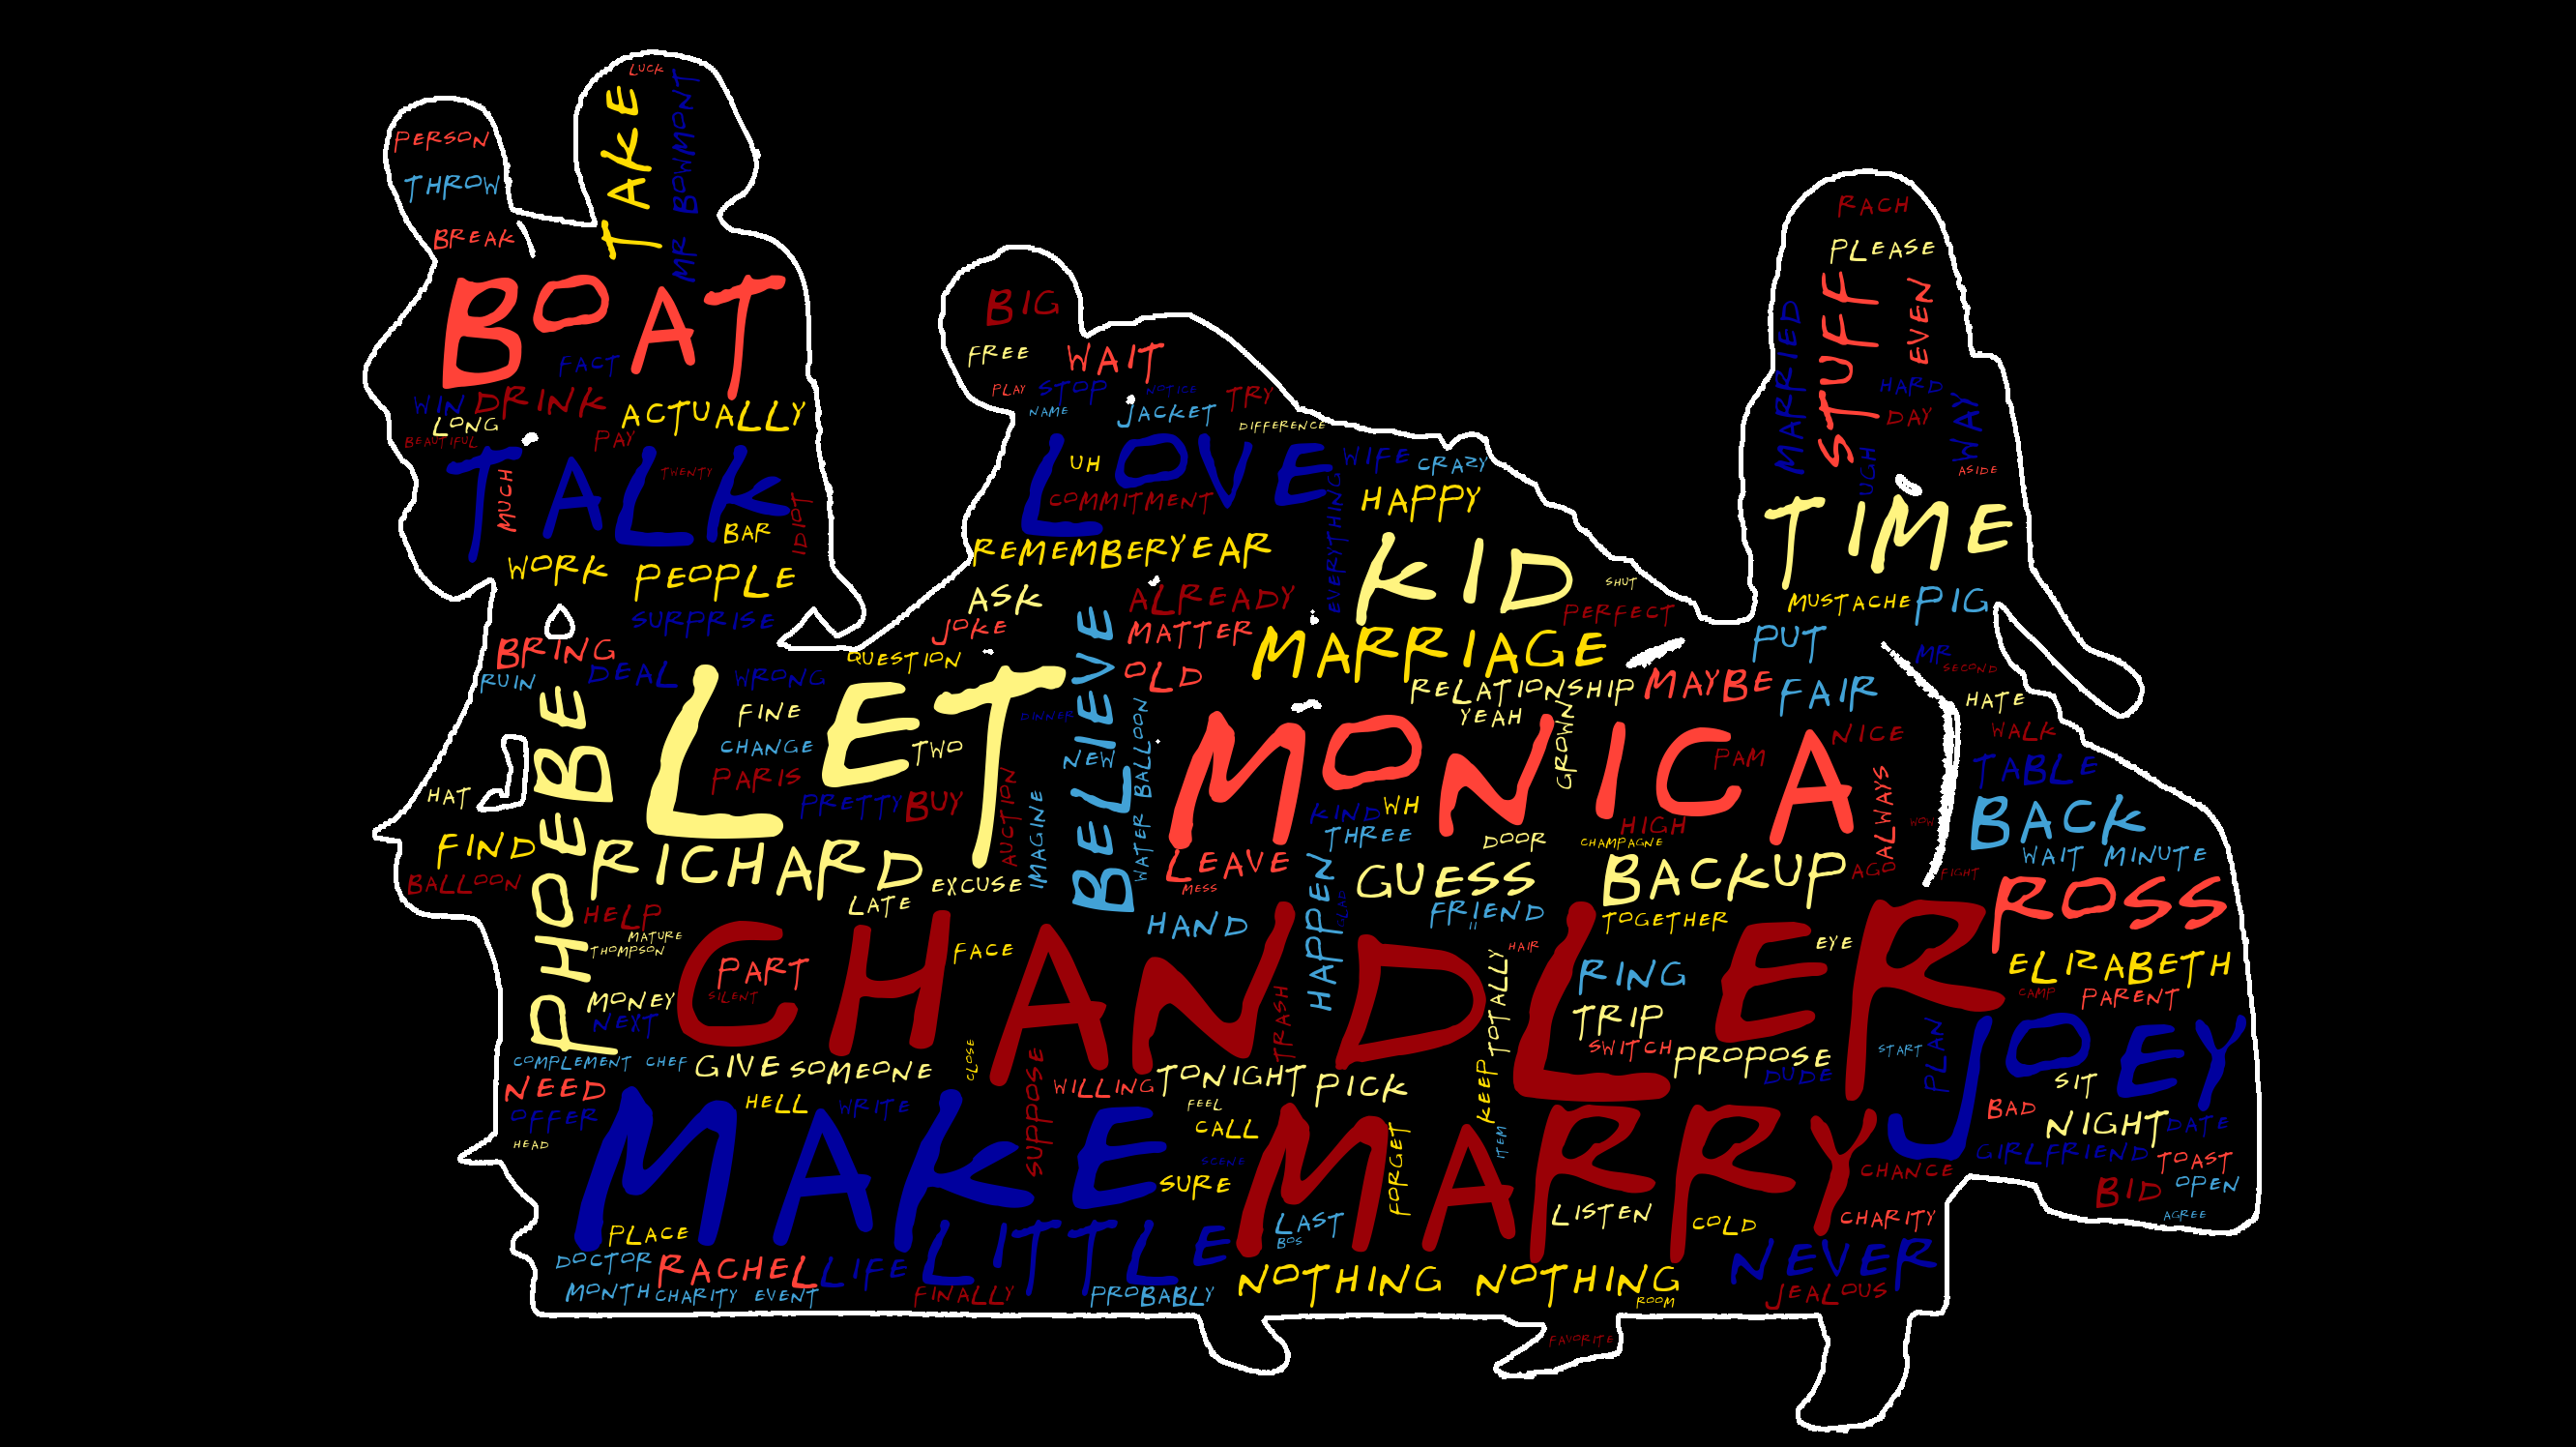 LUCK
TAKE
MR BOWMONT
PERSON
THROW
BREAK
BOAT
FACT
WIN
DRINK
LONG
ACTUALLY
BEAUTIFUL
PAY
TALK
TWENTY
MUCH
BAR
IDIOT
WORK
PEOPLE
SURPRISE
BRING
RUIN
DEAL
WRONG
QUESTION
RACH
PLEASE
STUFF
EVEN
MARRIED
HARD
DAY
WAY
UGH
ASIDE
TIME
MUSTACHE
PIG
PUT
MR
SECOND
BIG
FREE
WAIT
PLAY
STOP
NOTICE
TRY
NAME
JACKET
DIFFERENCE
LOVE
UH
COMMITMENT
WIFE
CRAZY
HAPPY
EVERYTHING
REMEMBER
YEAR
KID
SHUT
PERFECT
ASK
JOKE
ALREADY
MATTER
OLD
BELIEVE
MARRIAGE
RELATIONSHIP
MAYBE
FAIR
YEAH
GROWN
HATE
WALK
TABLE
LET
FINE
CHANGE
PARIS
TWO
DINNER
PRETTY
BUY
AUCTION
IMAGINE
NEW
WATER BALLOON
MONICA
PAM
NICE
ALWAYS
WOW
KIND
WH
THREE
HIGH
DOOR
CHAMPAGNE
HAT
FIND
BALLOON
PHOEBE
RICHARD
EXCUSE
LATE
LEAVE
MESS
HAND
HAPPEN
GUESS
FRIEND
BACKUP
AGO
TOGETHER
FIGHT
BACK
WAIT MINUTE
ROSS
ELIZABETH
CAMP
PARENT
HELP
MATURE
THOMPSON
CHANDLER
PART
SILENT
FACE
TRASH
HAIR
TOTALLY
RING
TRIP
SWITCH
EYE
PROPOSE
DUDE
START
PLAN
JOEY
MONEY
NEXT
COMPLEMENT
CHEF
GIVE
SOMEONE
CLOSE
SUPPOSE
WILLING
TONIGHT
PICK
KEEP
ITEM
NEED
OFFER
HEAD
HELL
WRITE
FEEL
CALL
SCENE
SURE
FORGET
MAKE
MARRY
LISTEN
COLD
CHANCE
CHARITY
SIT
BAD
NIGHT
DATE
GIRLFRIEND
TOAST
BID
OPEN
AGREE
PLACE
DOCTOR
RACHEL
LIFE
LITTLE
LAST
BOS
NOTHING
NOTHING
NEVER
MONTH
CHARITY EVENT
FINALLY
PROBABLY
ROOM
JEALOUS
FAVORITE